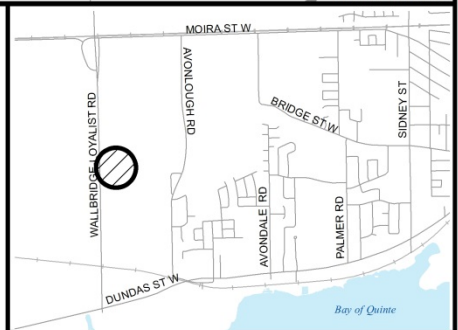 MOIRA ST W
AVONLOUGH RD
BRIDGE ST W
SIDNEY ST
WALLBRIDGE LOYALIST RD
AVONDALE RD
PALMER RD
DUNDAS ST W
Bay of Quinte